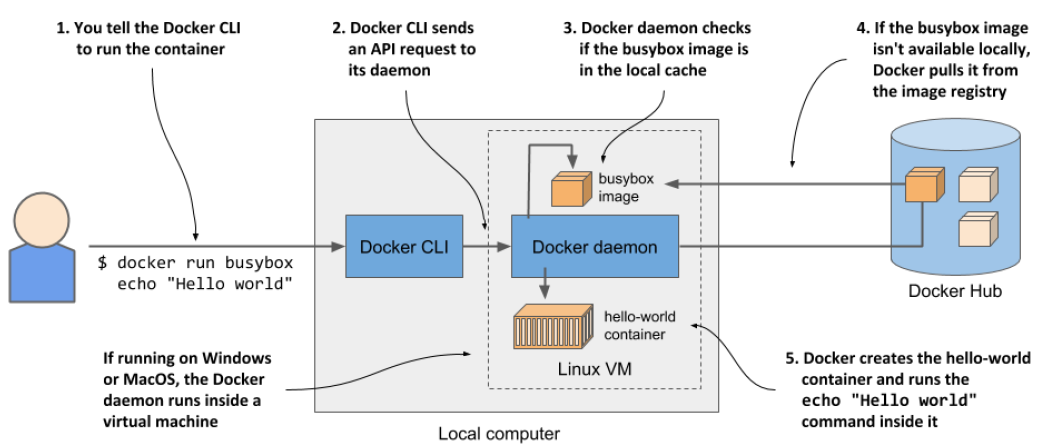 1. You tell the Docker CLI
to run the container
2. Docker CLI sends
an API request to
its daemon
3. Docker daemon checks
if the busybox image is
in the local cache
4. If the busybox image
isn't available locally,
Docker pulls it from
the image registry
busybox
image
Docker CLI
Docker daemon
$ docker run busybox
echo "Hello world"
Docker Hub
hello-world
container
Linux VM
If running on Windows
or MacOS, the Docker
daemon runs inside a
virtual machine
5. Docker creates the hello-world
container and runs the
echo "Hello world"
command inside it
Local computer